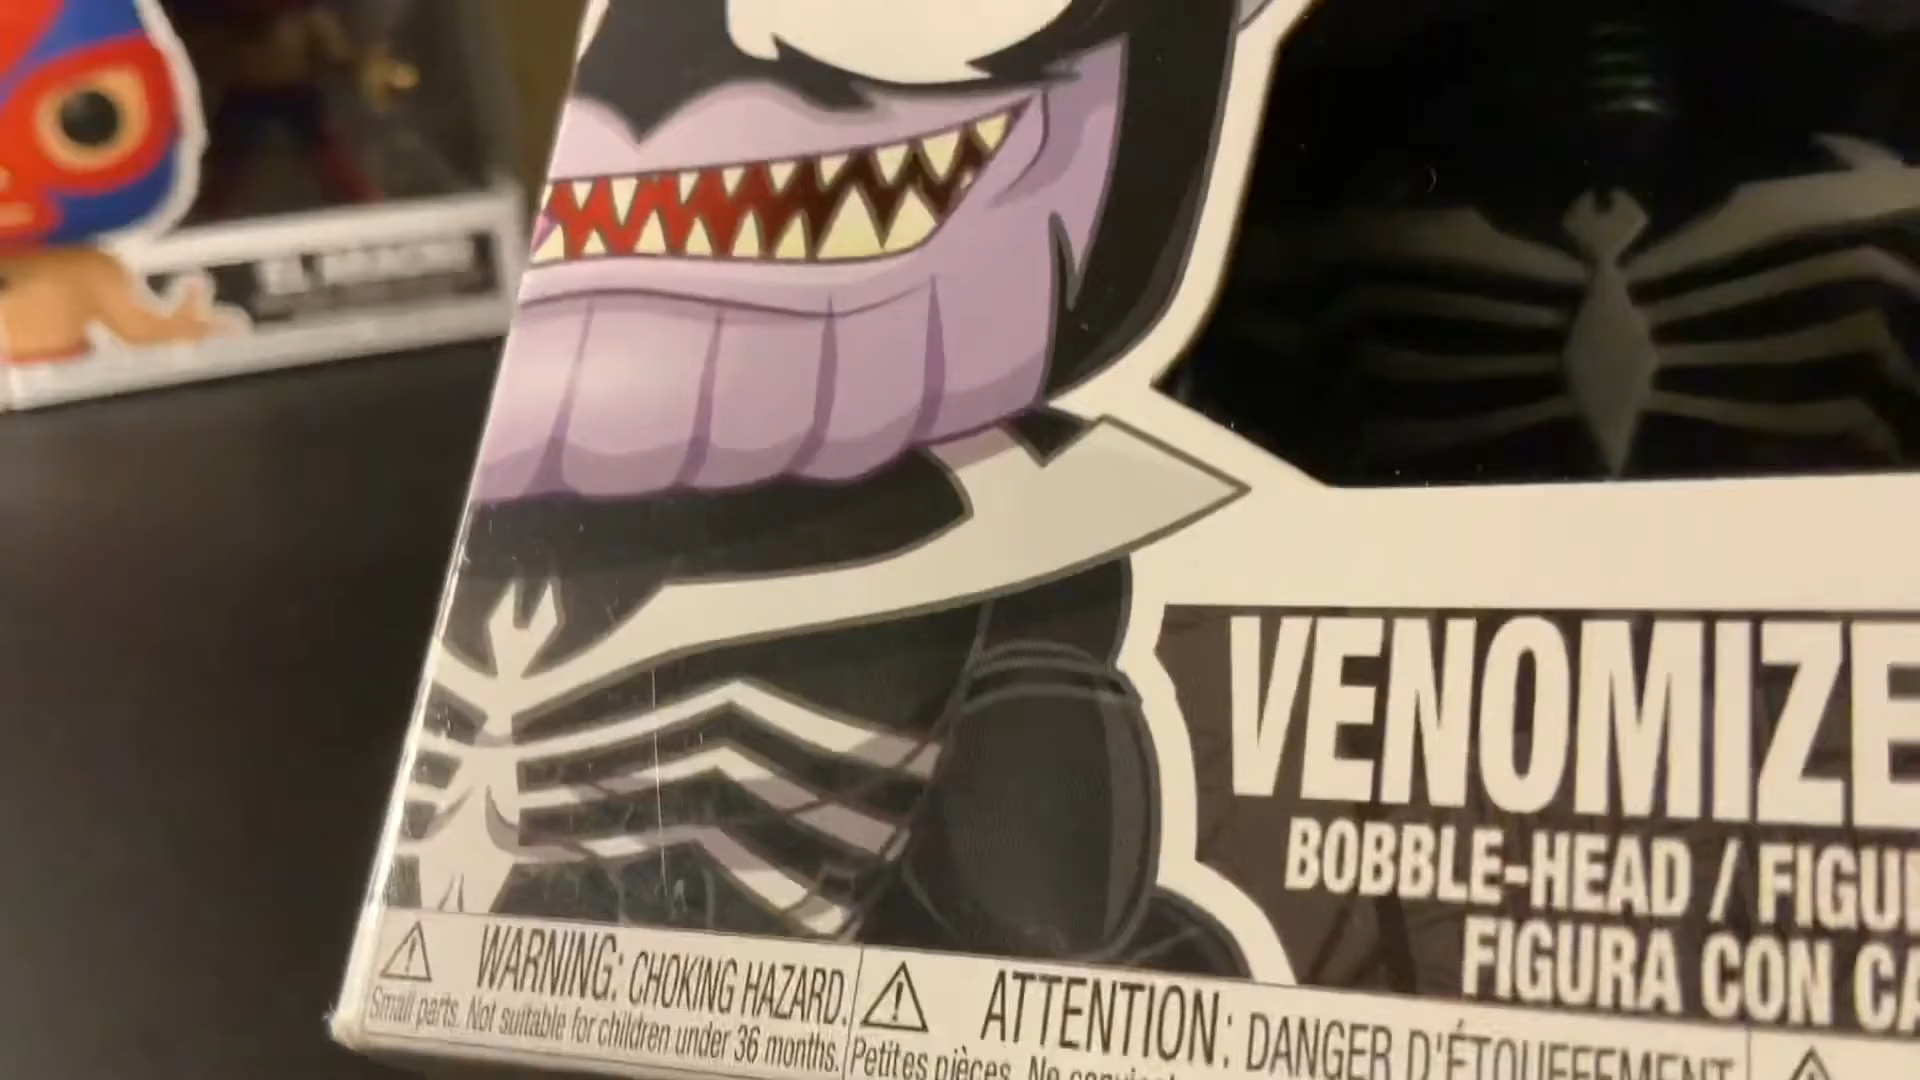 VENOMIZE
BOBBLE-HEAD / FIGU
FIGURA CON CA
WARNING: CHOKING HAZARD.
Small parts. Not suitable for children under 36 months.
ATTENTION: DANGER D'ÉTOUFFEMENT
Petites pièces. Ne